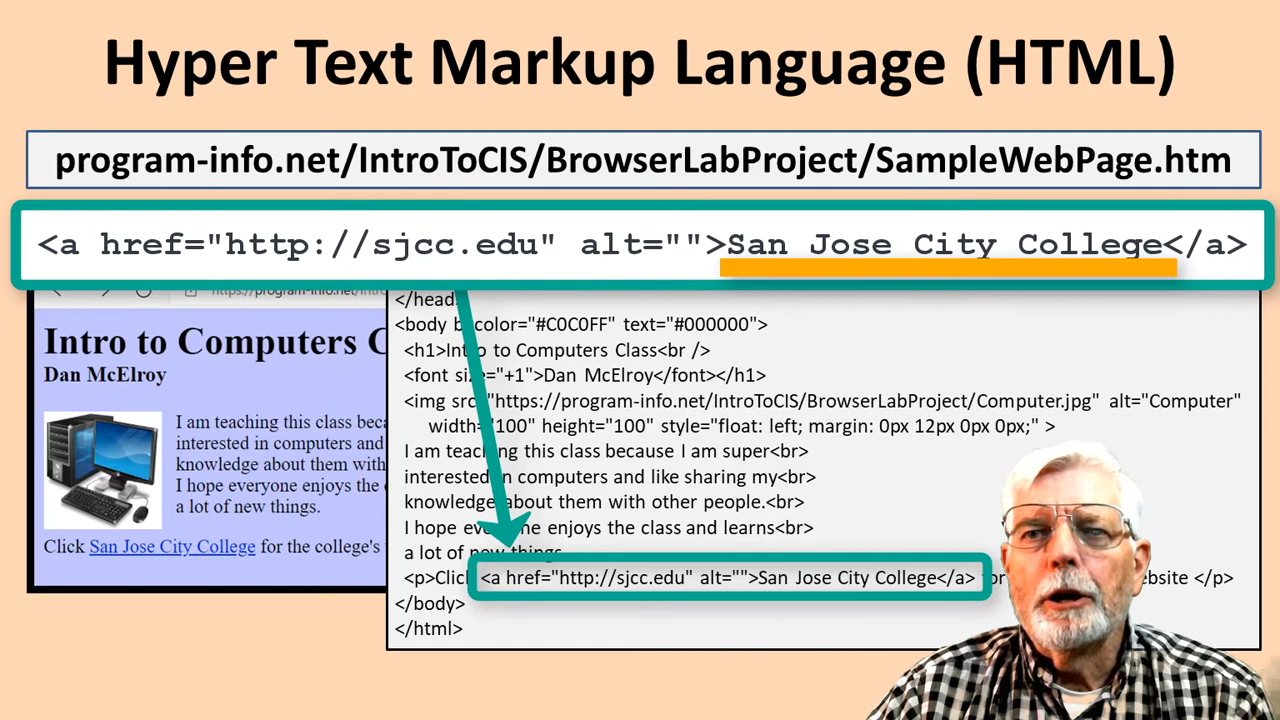 Hyper Text Markup Language (HTML)
program-info.net/IntroToCIS/BrowserLabProject/SampleWebPage.htm
<a href="http://sjcc.edu" alt="">San Jose City College</a>
Intro to Computers C
Dan McElroy
I am teaching this class beca
interested in computers and
knowledge about them with
I hope everyone enjoys the
a lot of new things.
Click San Jose City College for the college's
</head>
<body color="#C0C0FF" text="#000000">
<h1>Intro to Computers Class<br />
<font size="+1">Dan McElroy</font></h1>
<img src="https://program-info.net/IntroToCIS/BrowserLabProject/Computer.jpg" alt="Computer"
width="100" height="100" style="float: left; margin: 0px 12px 0px 0px;" >
I am teaching this class because I am super<br>
interested in computers and like sharing my<br>
knowledge about them with other people.<br>
I hope everyone enjoys the class and learns<br>
a lot of new things.
<p>Click <a href="http://sjcc.edu" alt="">San Jose City College</a> for ebsite </p>
</body>
</html>